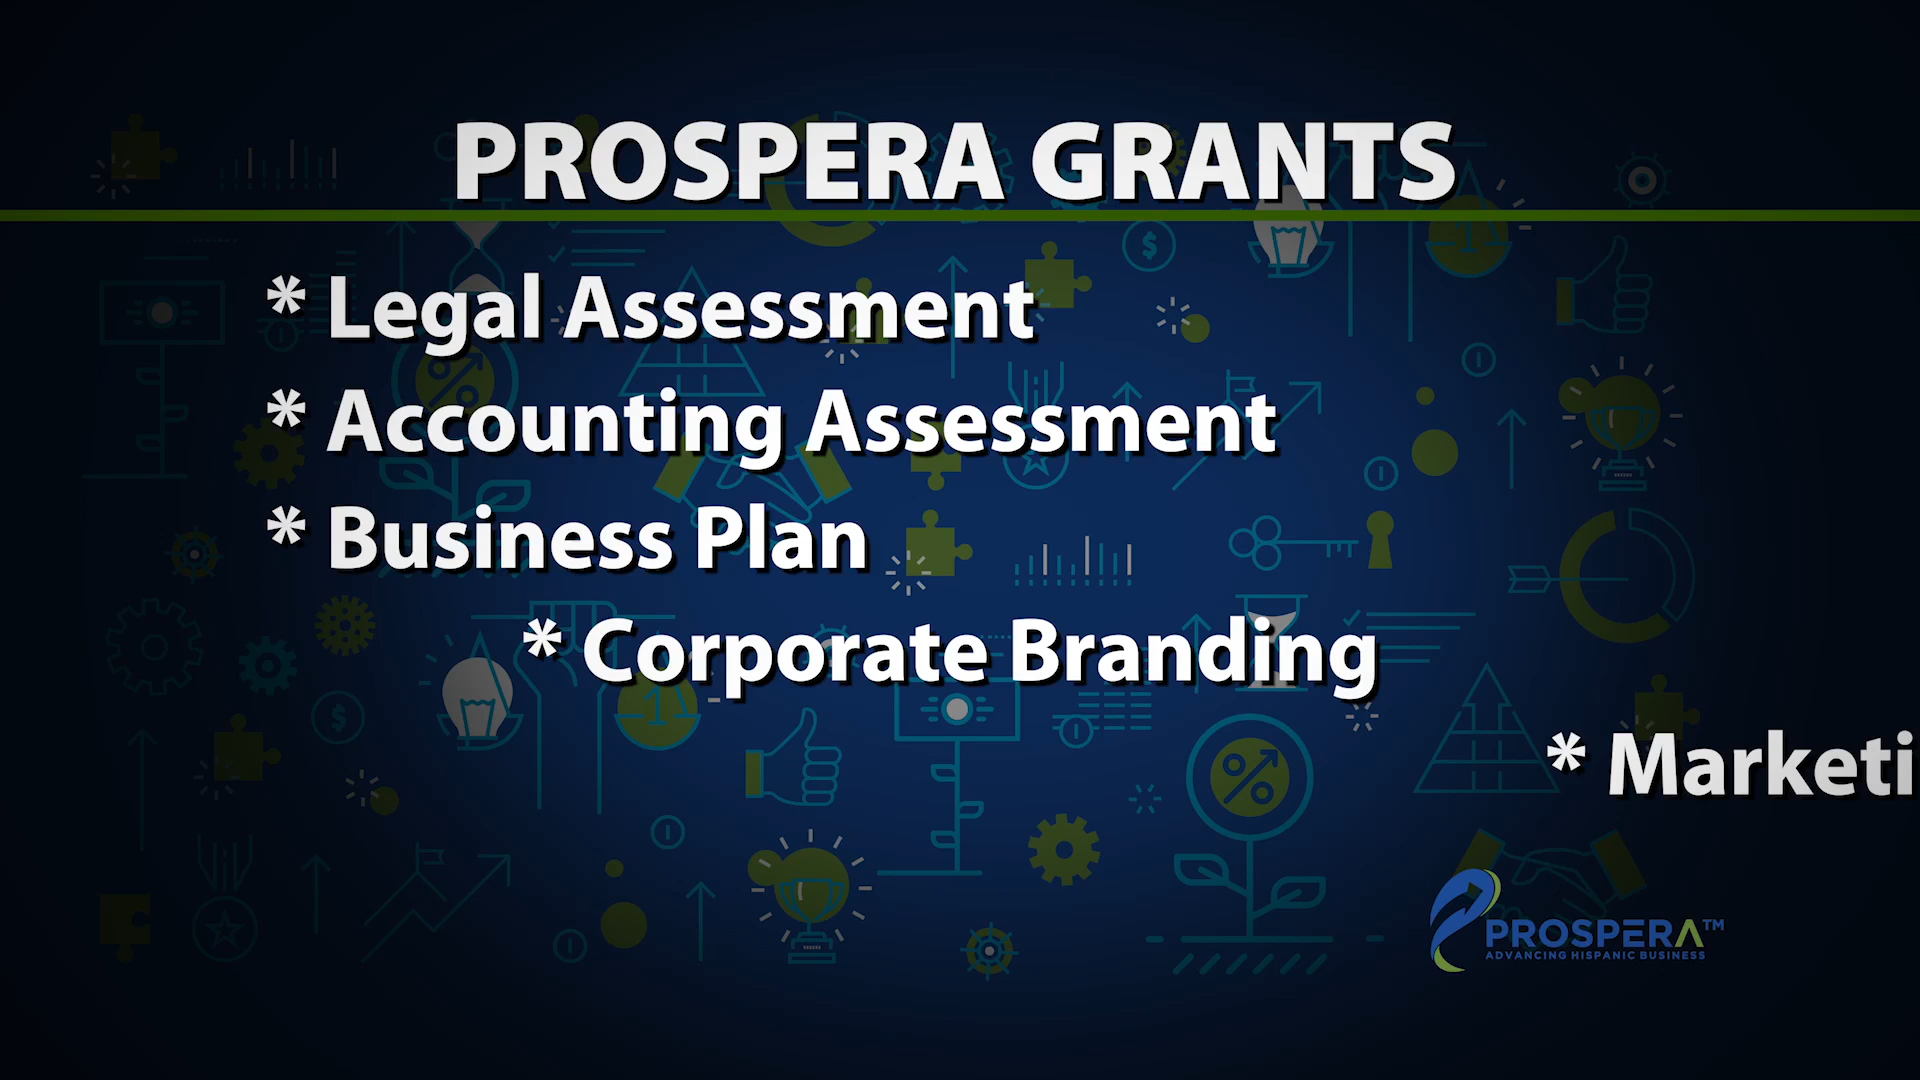 PROSPERA GRANTS
* Legal Assessment
* Accounting Assessment
* Business Plan
* Corporate Branding
* Marketi
PROSPERA™
ADVANCING HISPANIC BUSINESS